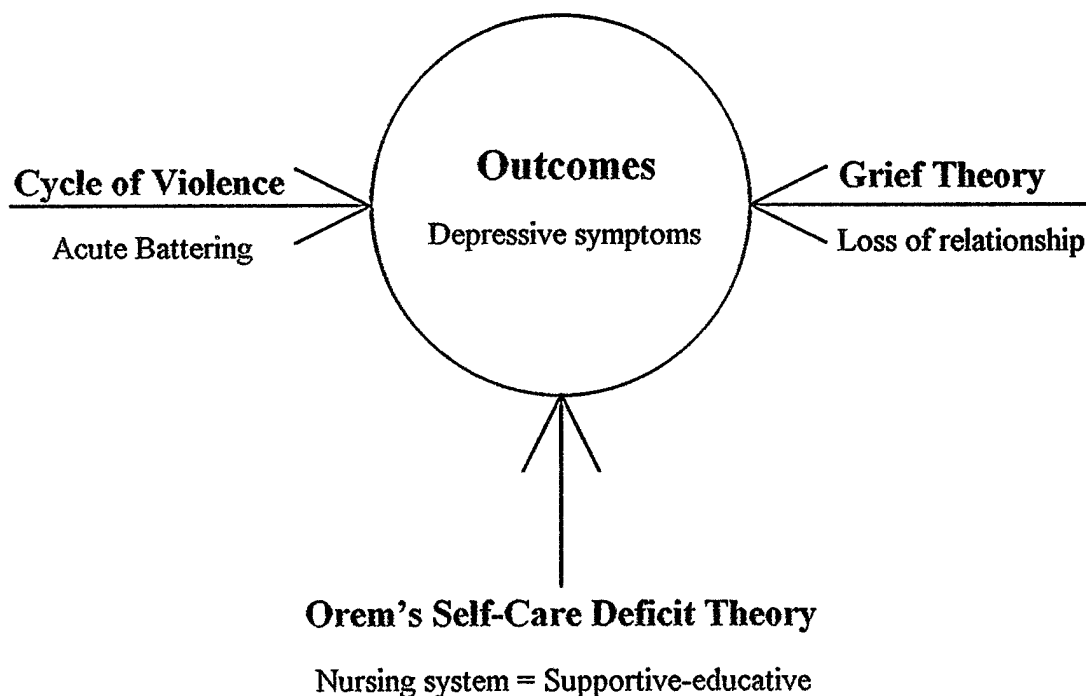 Outcomes
Depressive symptoms
Cycle of Violence
Acute Battering
Grief Theory
Loss of relationship
Orem's Self-Care Deficit Theory
Nursing system = Supportive-educative